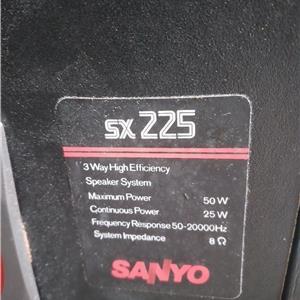 SX 225
3 Way High Efficiency
Speaker System
Maximum Power 50 W
Continuous Power 25 W
Frequency Response 50-20000Hz
System Impedance 8 Ω
SANYO